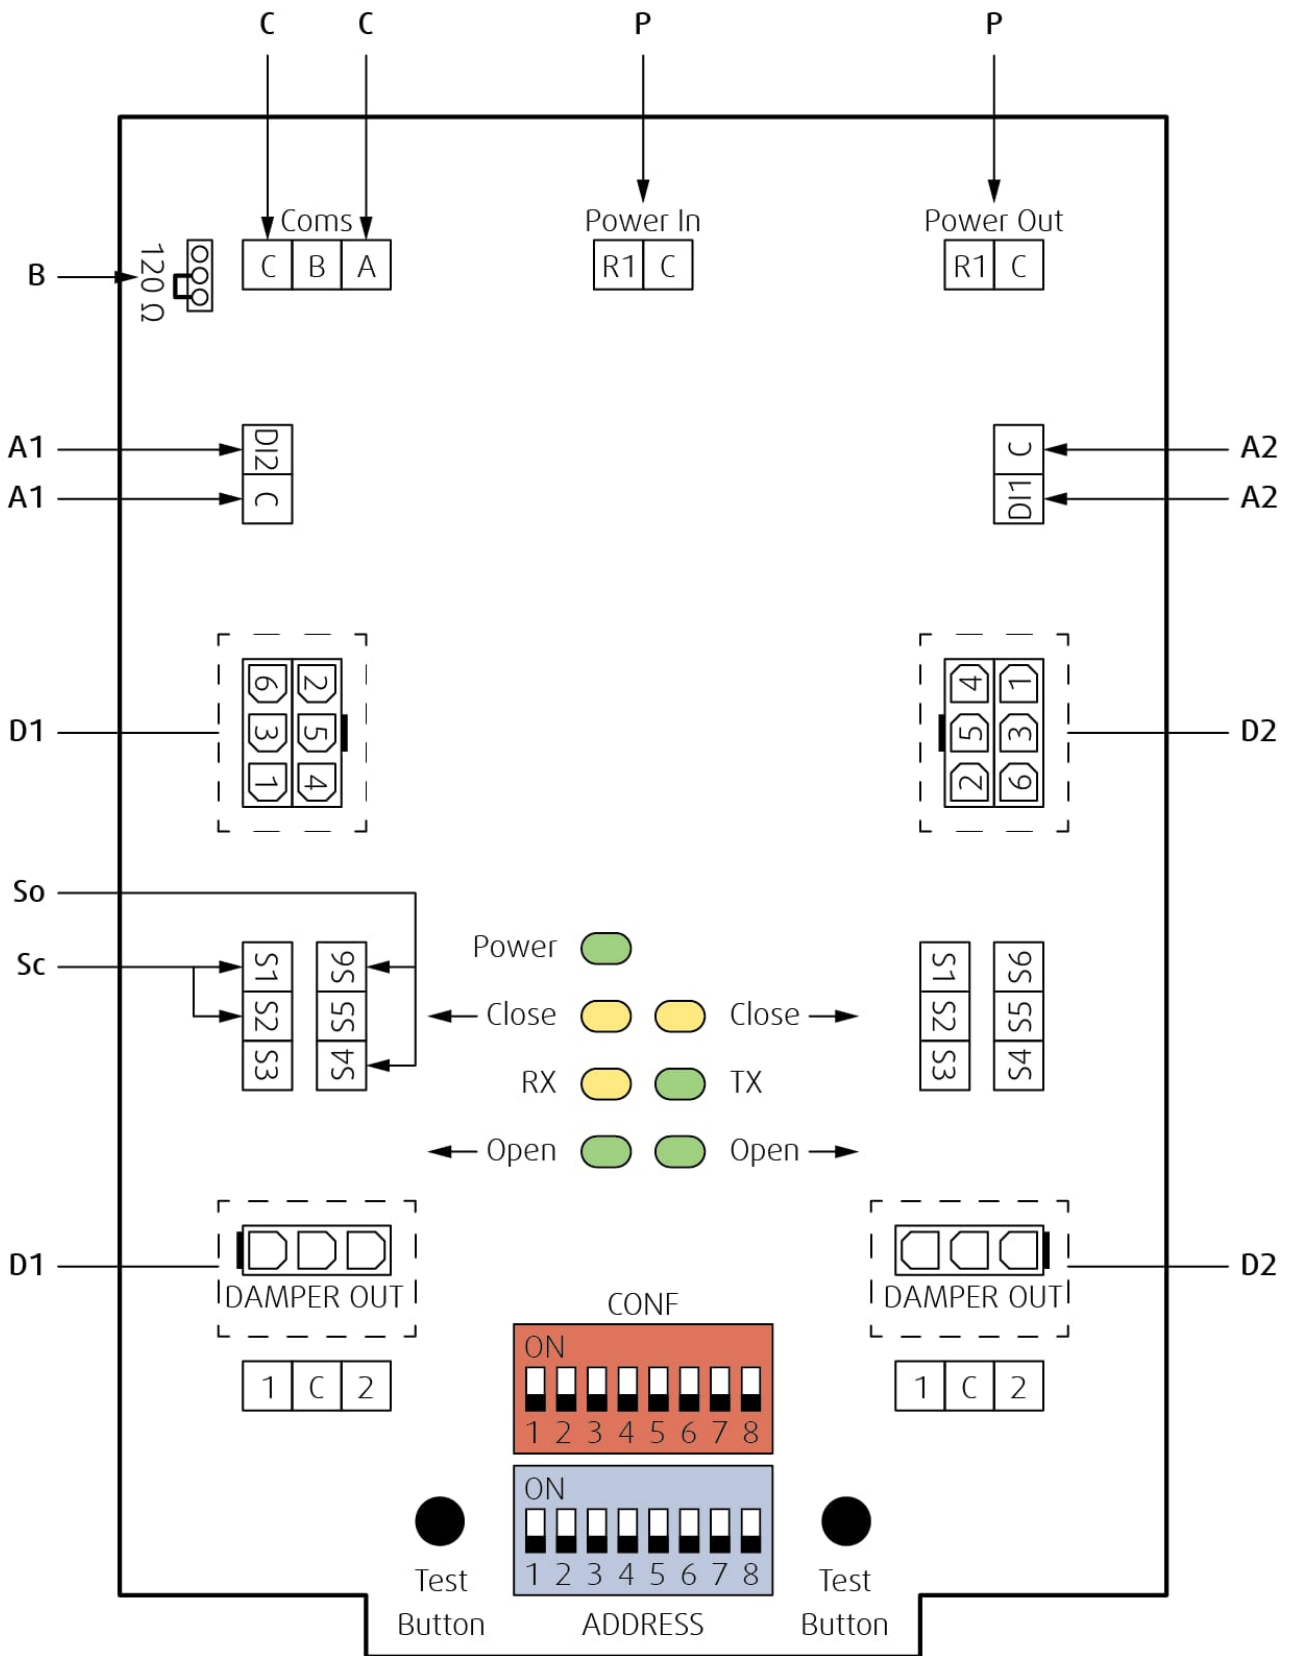 C C P P
Coms Power In Power Out
B 120 Ω C B A R1 C R1 C
A1 DI2 C A2
A1 C DI1 A2
6 2 4 1
D1 3 5 5 3 D2
1 4 2 6
So
Power
Sc S1 S6 S1 S6
S2 S5 Close Close S2 S5
S3 S4 RX TX S3 S4
Open Open
D1 D2
DAMPER OUT DAMPER OUT
CONF
ON
1 C 2 1 C 2
1 2 3 4 5 6 7 8
ON
1 2 3 4 5 6 7 8
Test Test
Button ADDRESS Button